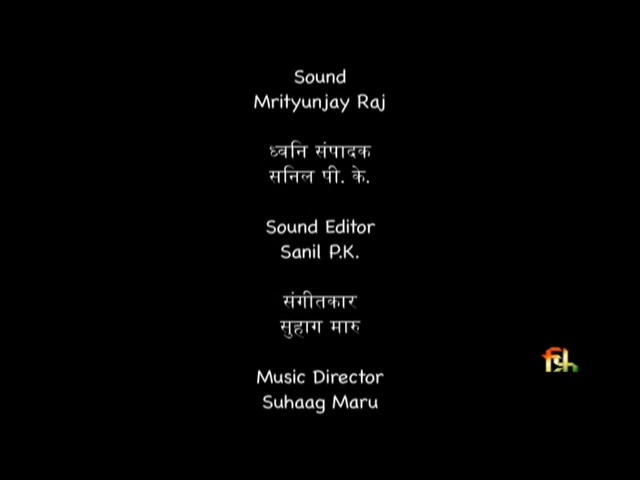 Sound
Mrityunjay Raj
ध्वनि संपादक
सनिल पी. के.
Sound Editor
Sanil P.K.
संगीतकार
सुहाग मारु
Music Director
Suhaag Maru